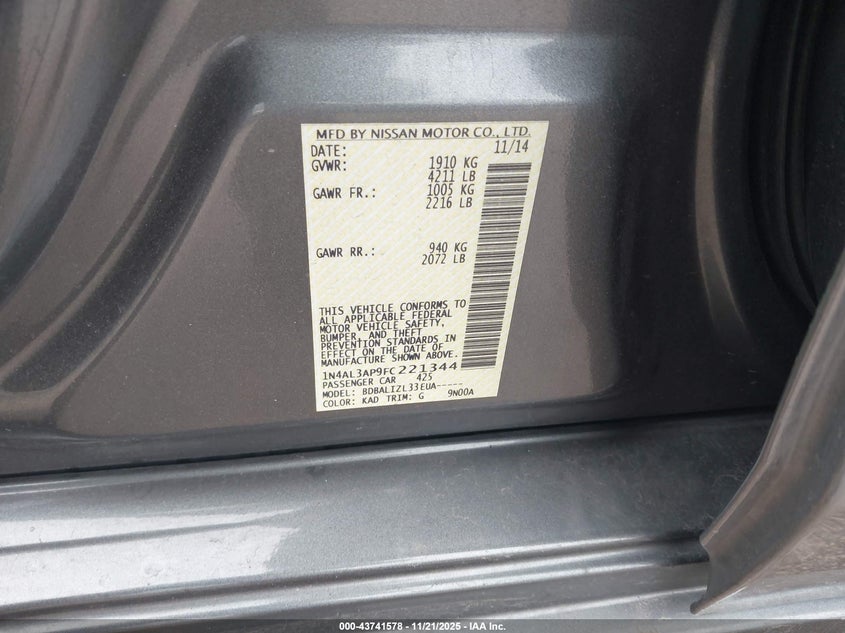 MFD BY NISSAN MOTOR CO., LTD.
DATE: 11/14
GVWR: 1910 KG
4211 LB
GAWR FR.: 1005 KG
2216 LB
GAWR RR.: 940 KG
2072 LB
THIS VEHICLE CONFORMS TO
ALL APPLICABLE FEDERAL
MOTOR VEHICLE SAFETY,
BUMPER, AND THEFT
PREVENTION STANDARDS IN
EFFECT ON THE DATE OF
MANUFACTURE SHOWN ABOVE.
1N4AL3AP9FC221344
PASSENGER CAR 425
MODEL: BDBALIZL33EUA-----
COLOR: KAD TRIM: G 9N00A
000-43741578 - 11/21/2025 - IAA Inc.